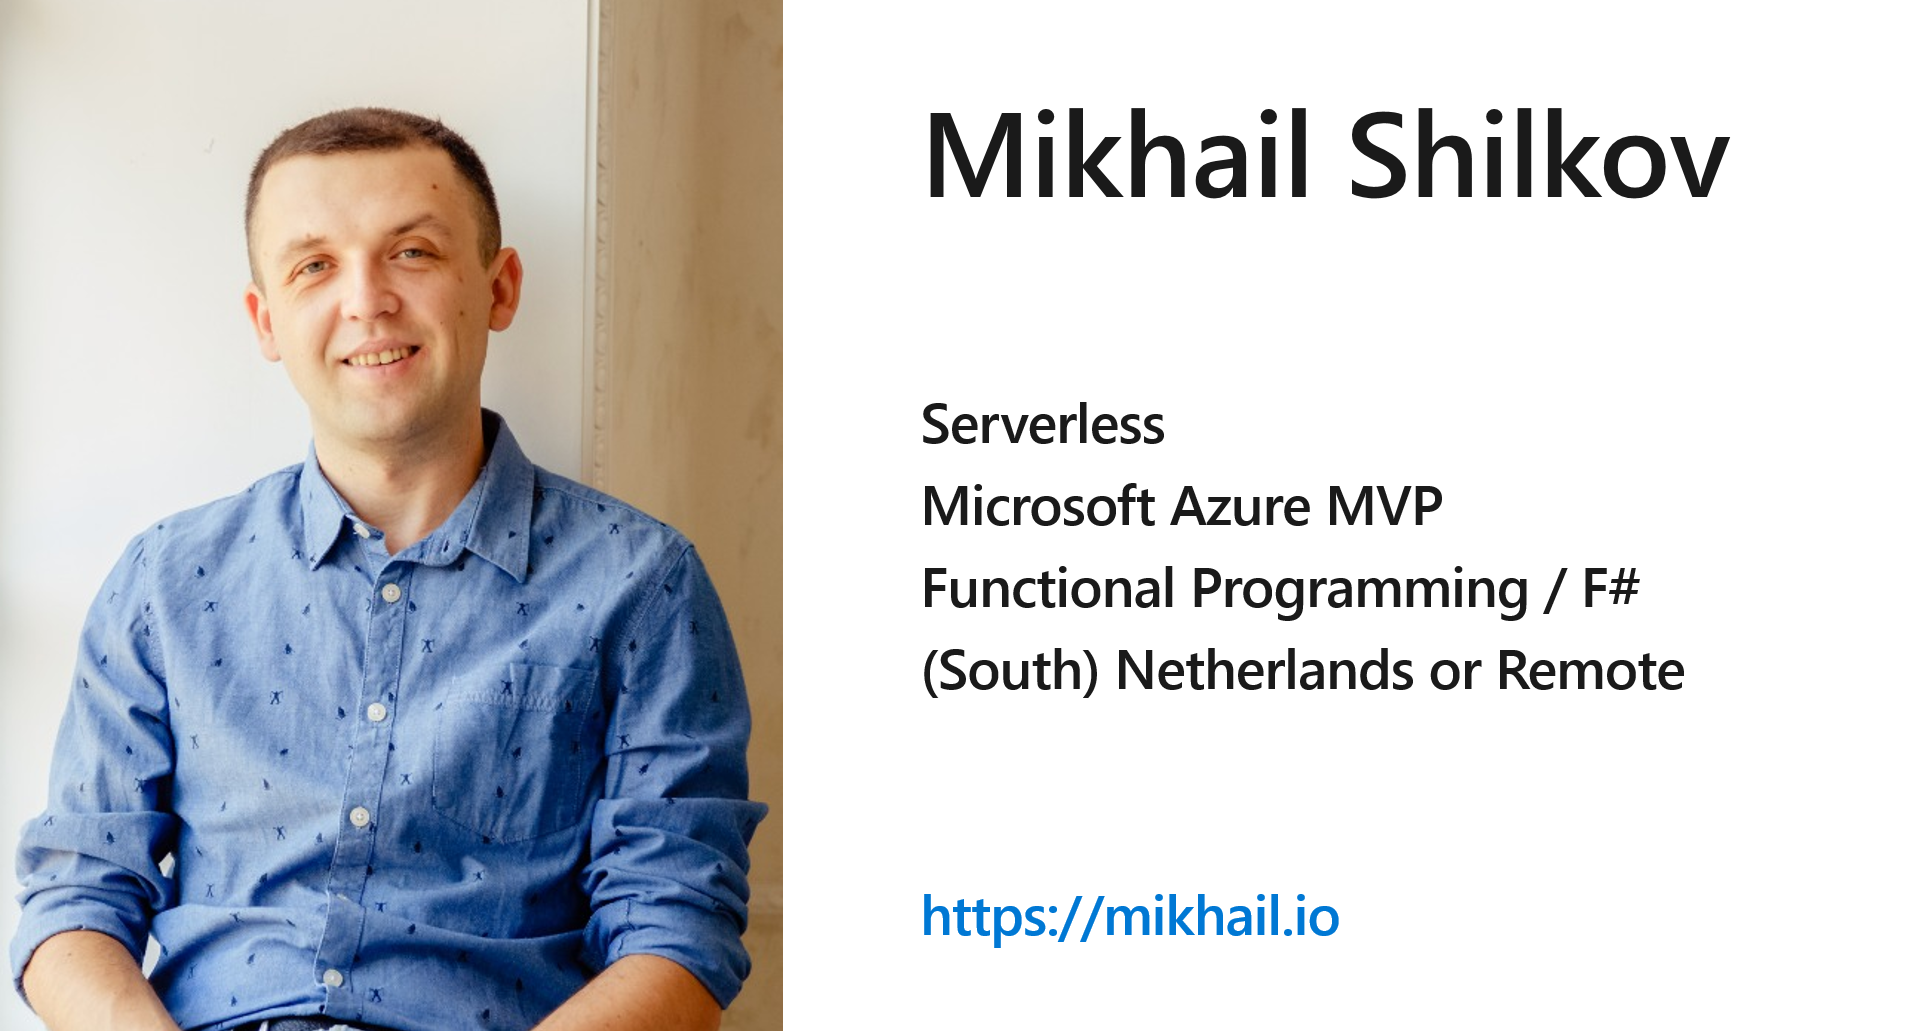 Mikhail Shilkov
Serverless
Microsoft Azure MVP
Functional Programming / F#
(South) Netherlands or Remote
https://mikhail.io